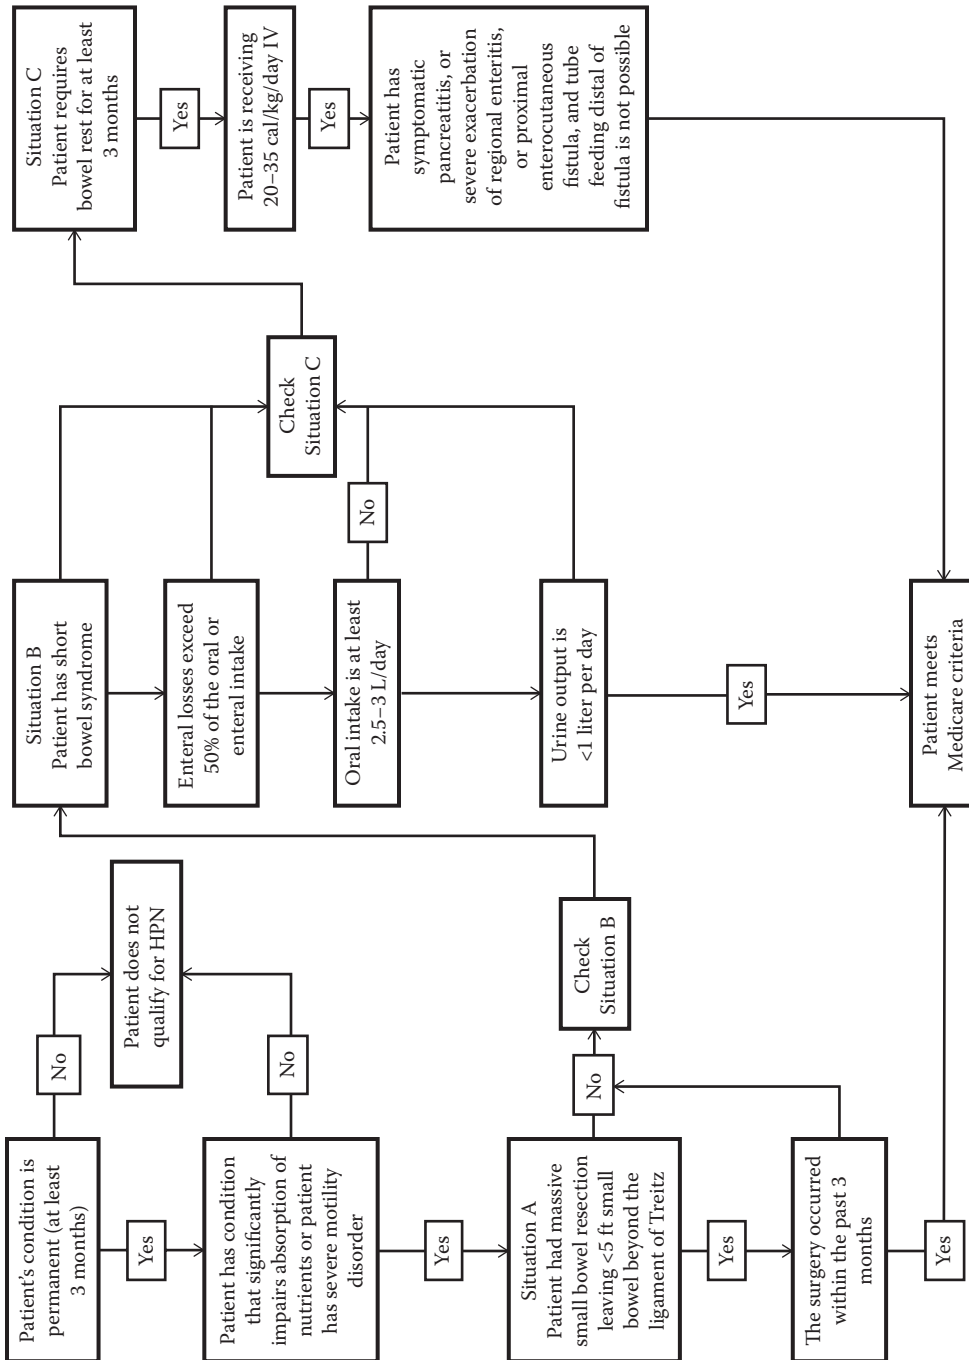 Patient's condition is
permanent (at least
3 months)
No
Yes
Patient does not
qualify for HPN
Patient has condition
that significantly
impairs absorption of
nutrients or patient
has severe motility
disorder
No
Yes
Situation A
Patient had massive
small bowel resection
leaving <5 ft small
bowel beyond the
ligament of Treitz
No
Check
Situation B
Yes
The surgery occurred
within the past 3
months
Yes
Situation B
Patient has short
bowel syndrome
Enteral losses exceed
50% of the oral or
enteral intake
Oral intake is at least
2.5–3 L/day
No
Urine output is
<1 liter per day
Yes
Check
Situation C
Situation C
Patient requires
bowel rest for at least
3 months
Yes
Patient is receiving
20–35 cal/kg/day IV
Yes
Patient has
symptomatic
pancreatitis, or
severe exacerbation
of regional enteritis,
or proximal
enterocutaneous
fistula, and tube
feeding distal of
fistula is not possible
Patient meets
Medicare criteria